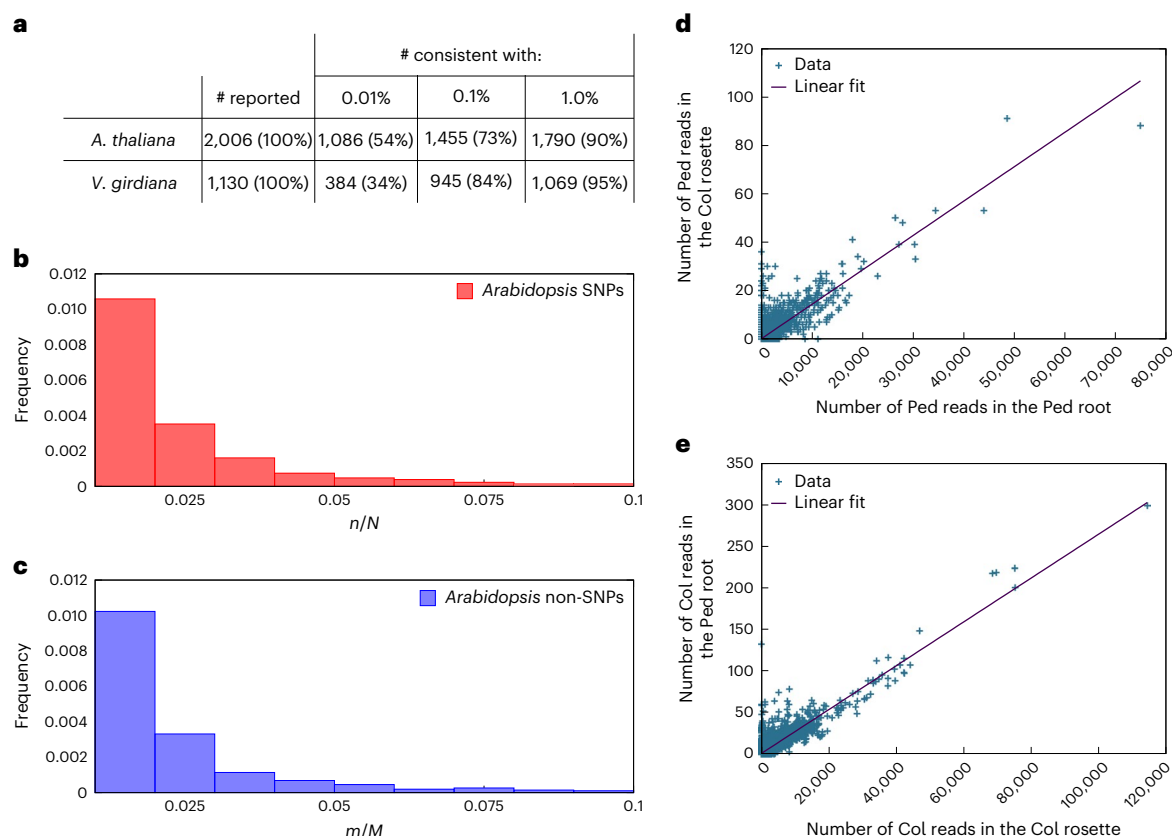 a
# consistent with:
# reported 0.01% 0.1% 1.0%
A. thaliana 2,006 (100%) 1,086 (54%) 1,455 (73%) 1,790 (90%)
V. girdiana 1,130 (100%) 384 (34%) 945 (84%) 1,069 (95%)
b
0.012
0.010
0.008
0.006
0.004
0.002
0
Frequency
Arabidopsis SNPs
0.025 0.05 0.075 0.1
n/N
c
0.012
0.010
0.008
0.006
0.004
0.002
0
Frequency
Arabidopsis non-SNPs
0.025 0.05 0.075 0.1
m/M
d
120
100
80
60
40
20
0
Number of Ped reads in
the Col rosette
Data
Linear fit
0 10,000 20,000 30,000 40,000 50,000 60,000 70,000 80,000
Number of Ped reads in the Ped root
e
350
300
250
200
150
100
50
0
Number of Col reads in
the Ped root
Data
Linear fit
0 20,000 40,000 60,000 80,000 100,000 120,000
Number of Col reads in the Col rosette